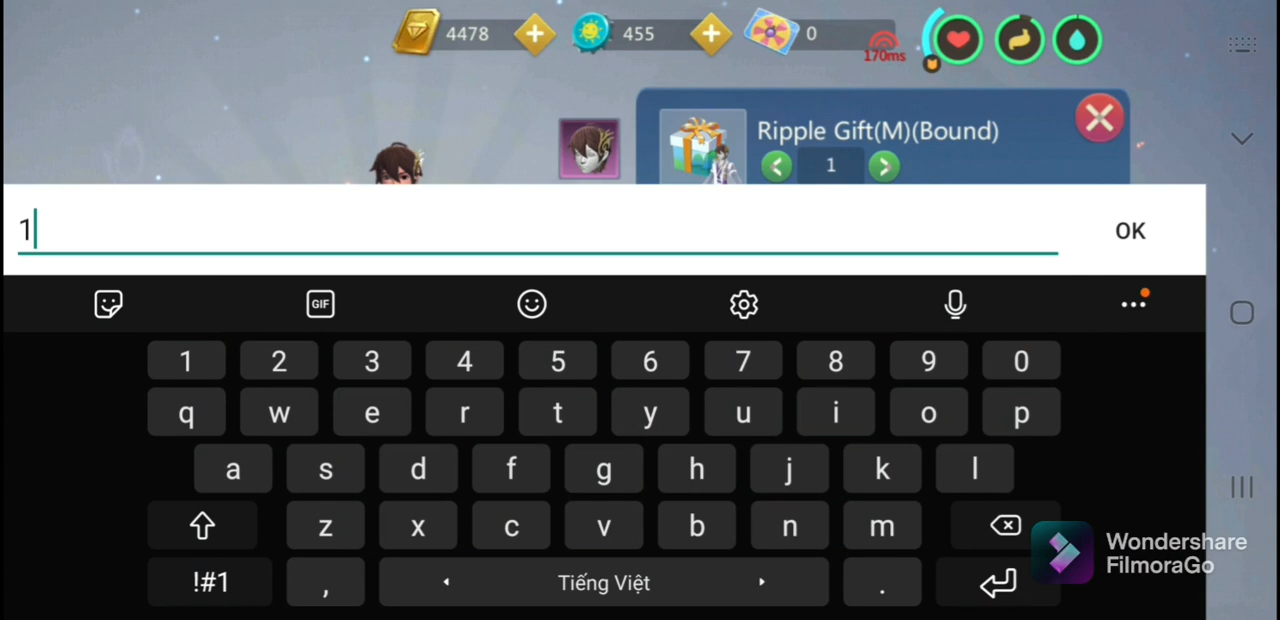 4478
455
0
170ms
Ripple Gift(M)(Bound)
1
1
OK
GIF
1 2 3 4 5 6 7 8 9 0
q w e r t y u i o p
a s d f g h j k l
z x c v b n m
!#1 , Tiếng Việt .
Wondershare
FilmoraGo